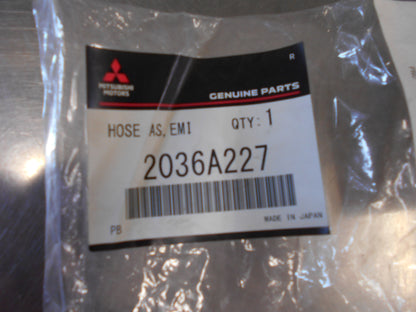 R
MITSUBISHI
MOTORS
GENUINE PARTS
HOSE AS, EMI QTY: 1
2036A227
PB MADE IN JAPAN